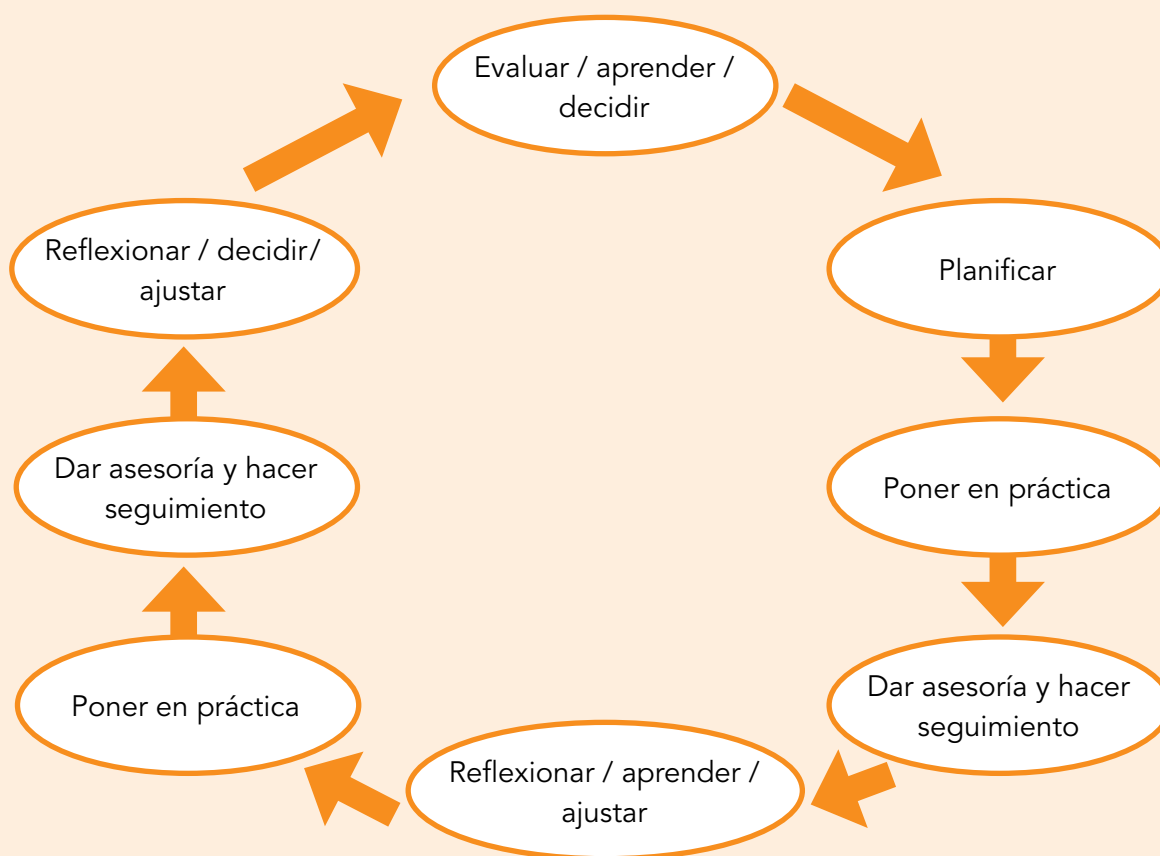 Evaluar / aprender /
decidir
Planificar
Poner en práctica
Dar asesoría y hacer
seguimiento
Reflexionar / aprender /
ajustar
Poner en práctica
Dar asesoría y hacer
seguimiento
Reflexionar / decidir/
ajustar